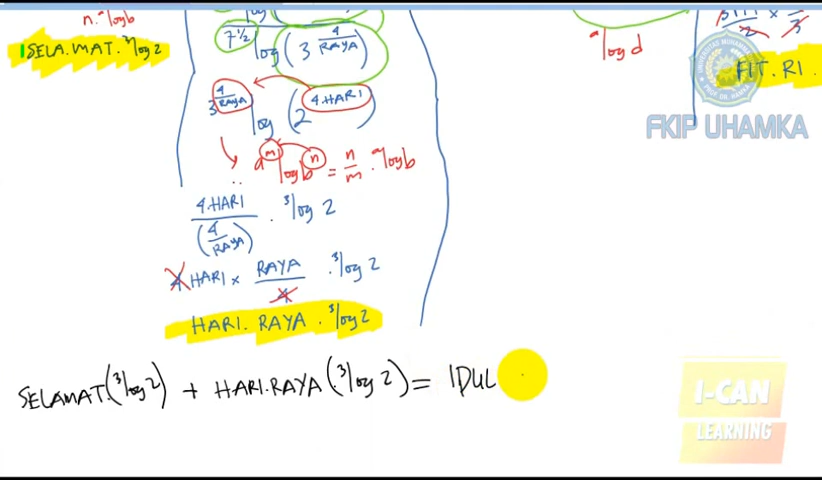 n. ᵃlog b
SELA.MAT. ³log 2
7½
log (3^(4/RAYA))
3^(4/RAYA) log (2^(4.HARI))
a^m log b^n = n/m . ᵃlog b
4.HARI/(4/RAYA) . ³log 2
4 HARI × RAYA/4 . ³log 2
HARI. RAYA . ³log 2
ᵃlog d
FIT. RI .
FKIP UHAMKA
SELAMAT.(³log 2) + HARI.RAYA (³log 2) = IDUL
I-CAN
LEARNING